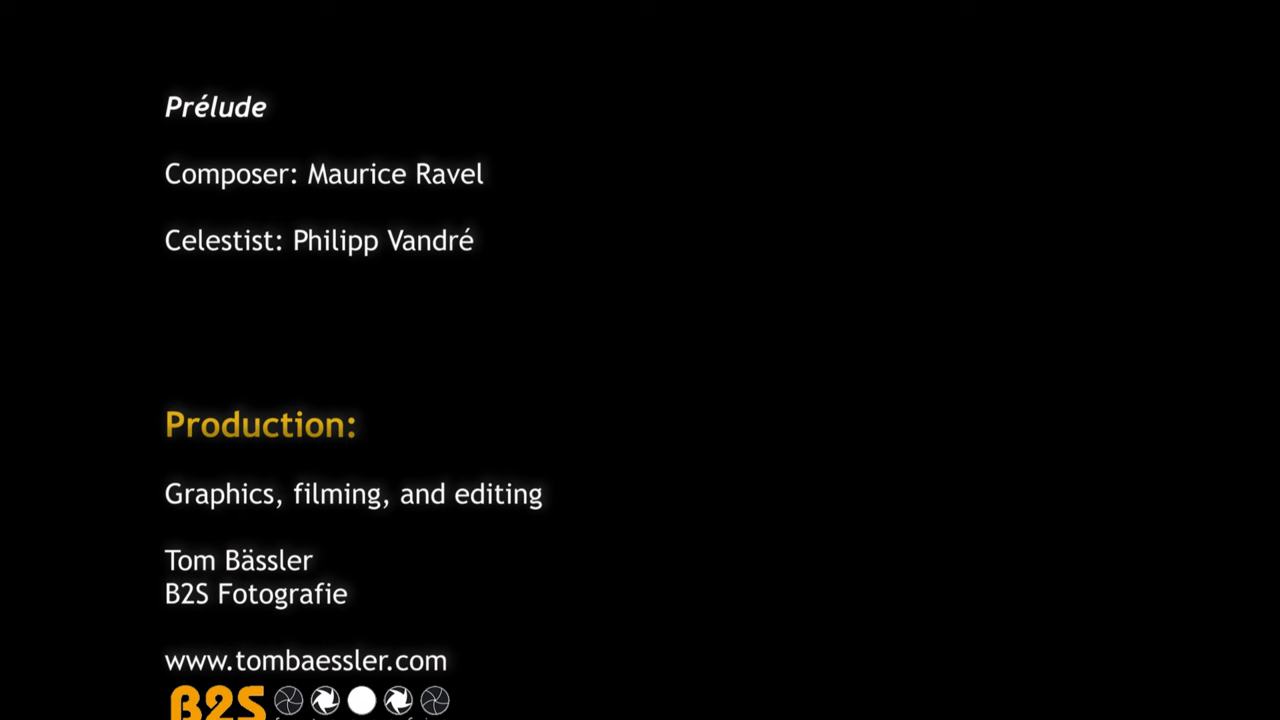 Prélude
Composer: Maurice Ravel
Celestist: Philipp Vandré
Production:
Graphics, filming, and editing
Tom Bässler
B2S Fotografie
www.tombaessler.com
B2S